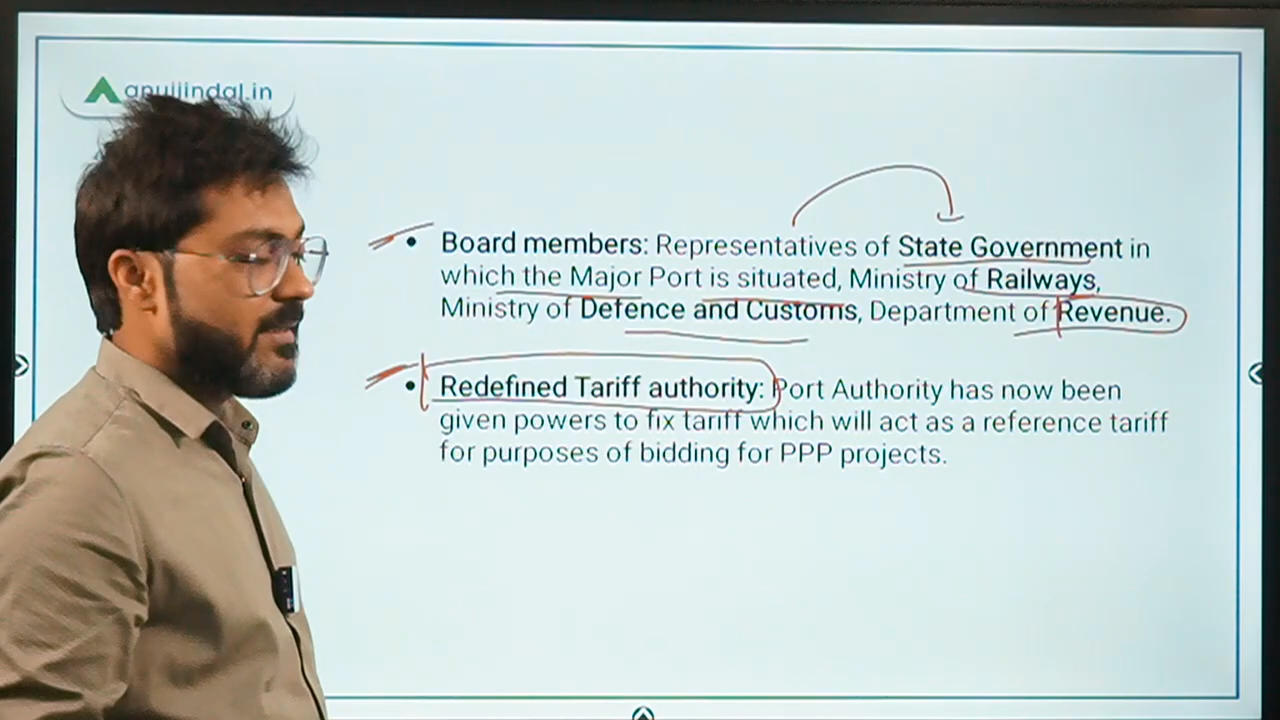 anujjindal.in
Board members: Representatives of State Government in
which the Major Port is situated, Ministry of Railways,
Ministry of Defence and Customs, Department of Revenue.
Redefined Tariff authority: Port Authority has now been
given powers to fix tariff which will act as a reference tariff
for purposes of bidding for PPP projects.